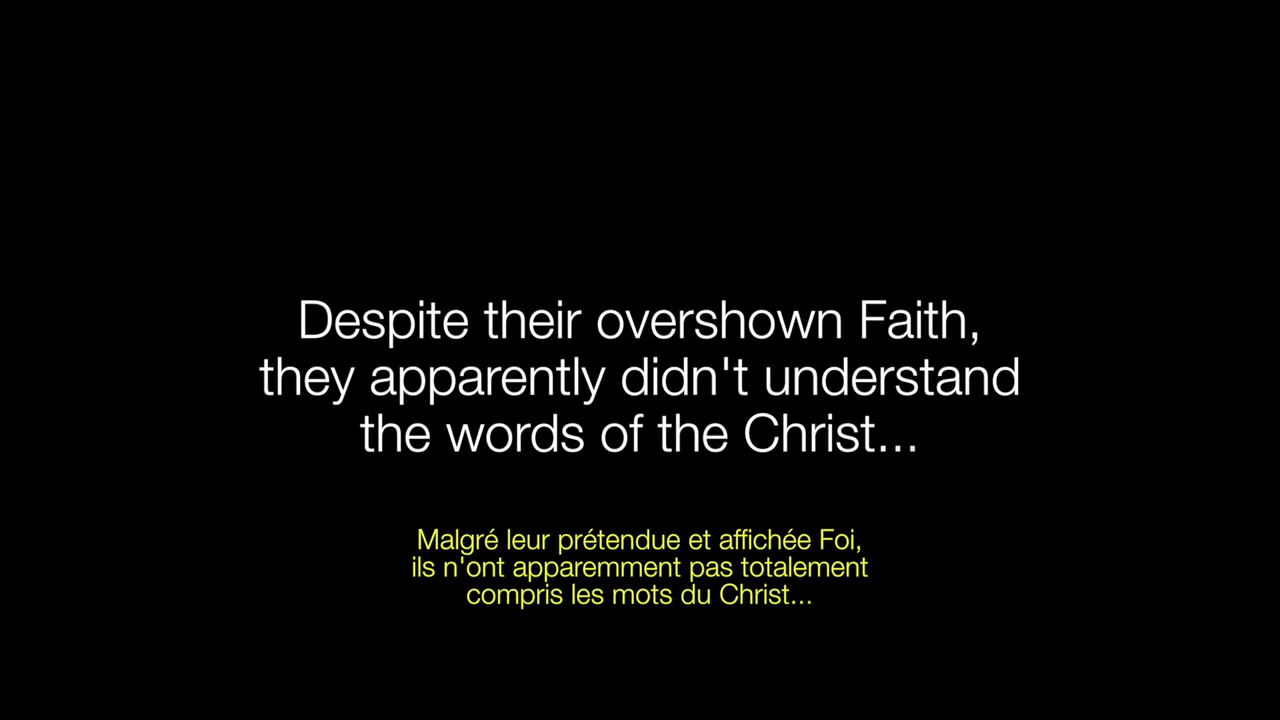 Despite their overshown Faith,
they apparently didn't understand
the words of the Christ...
Malgré leur prétendue et affichée Foi,
ils n'ont apparemment pas totalement
compris les mots du Christ...